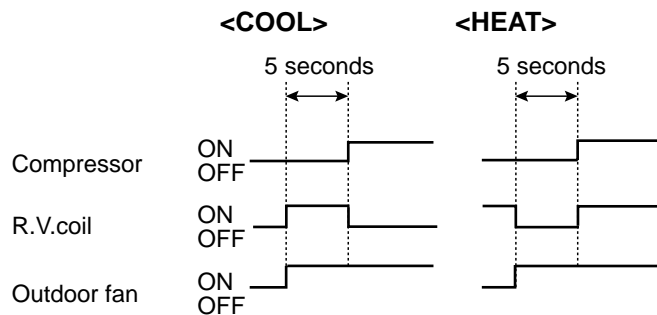 <COOL> <HEAT>
5 seconds 5 seconds
Compressor ON
OFF
R.V.coil ON
OFF
Outdoor fan ON
OFF